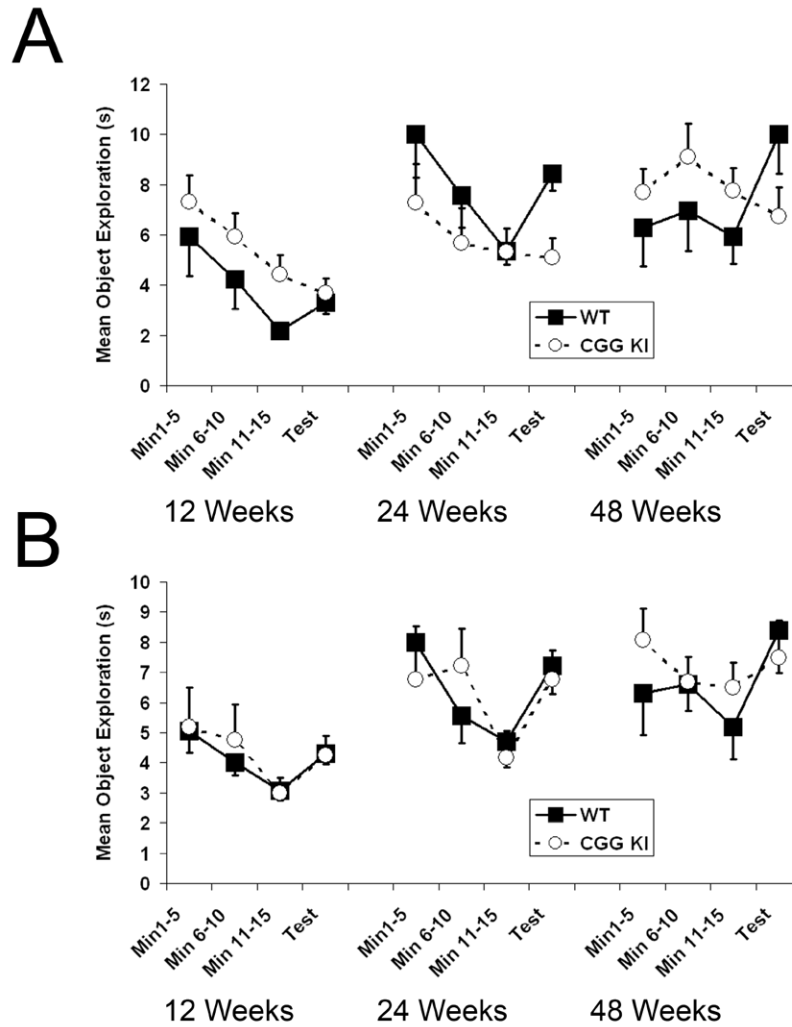 A
Mean Object Exploration (s)
12
10
8
6
4
2
0
WT
CGG KI
Min1-5
Min 6-10
Min 11-15
Test
Min1-5
Min 6-10
Min 11-15
Test
Min1-5
Min 6-10
Min 11-15
Test
12 Weeks 24 Weeks 48 Weeks
B
Mean Object Exploration (s)
10
9
8
7
6
5
4
3
2
1
0
WT
CGG KI
Min1-5
Min 6-10
Min 11-15
Test
Min1-5
Min 6-10
Min 11-15
Test
Min1-5
Min 6-10
Min 11-15
Test
12 Weeks 24 Weeks 48 Weeks